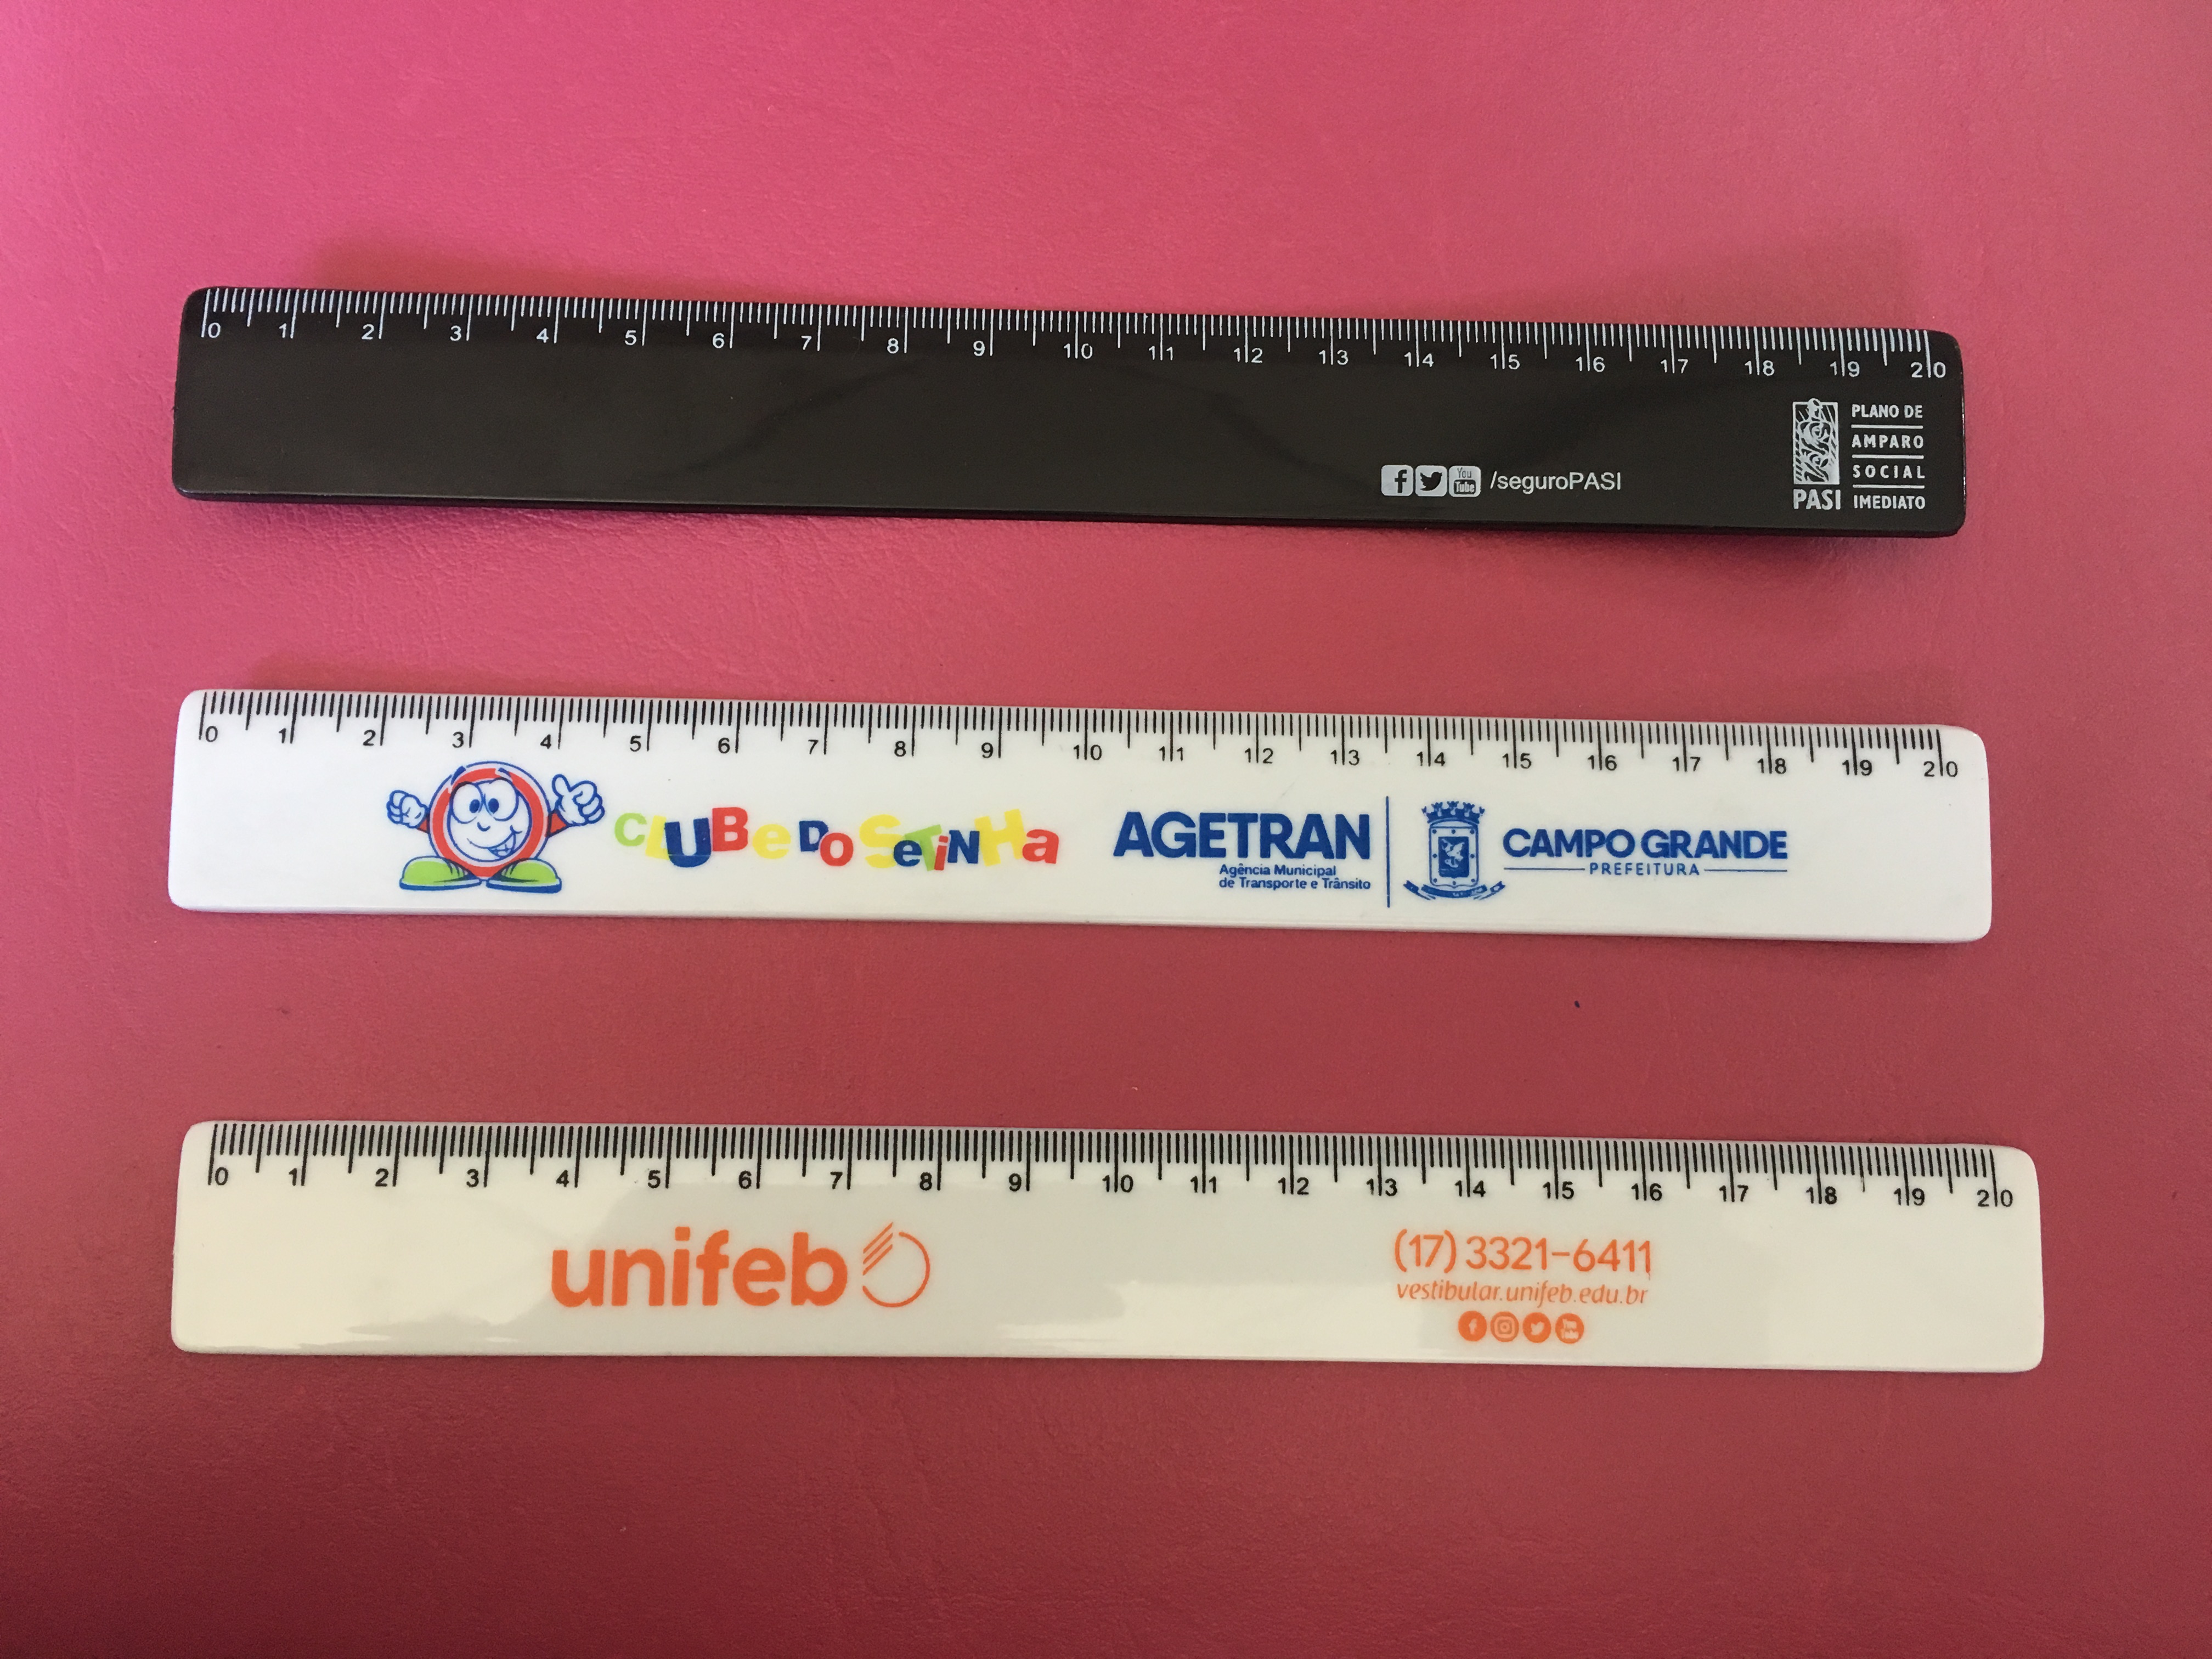 0 1 2 3 4 5 6 7 8 9 10 11 12 13 14 15 16 17 18 19 20
PLANO DE
AMPARO
SOCIAL
PASI IMEDIATO
You Tube /seguroPASI
0 1 2 3 4 5 6 7 8 9 10 11 12 13 14 15 16 17 18 19 20
CLUBe DO SeTiNHa
AGETRAN
Agência Municipal
de Transporte e Trânsito
CAMPO GRANDE
PREFEITURA
0 1 2 3 4 5 6 7 8 9 10 11 12 13 14 15 16 17 18 19 20
unifeb
(17) 3321-6411
vestibular.unifeb.edu.br